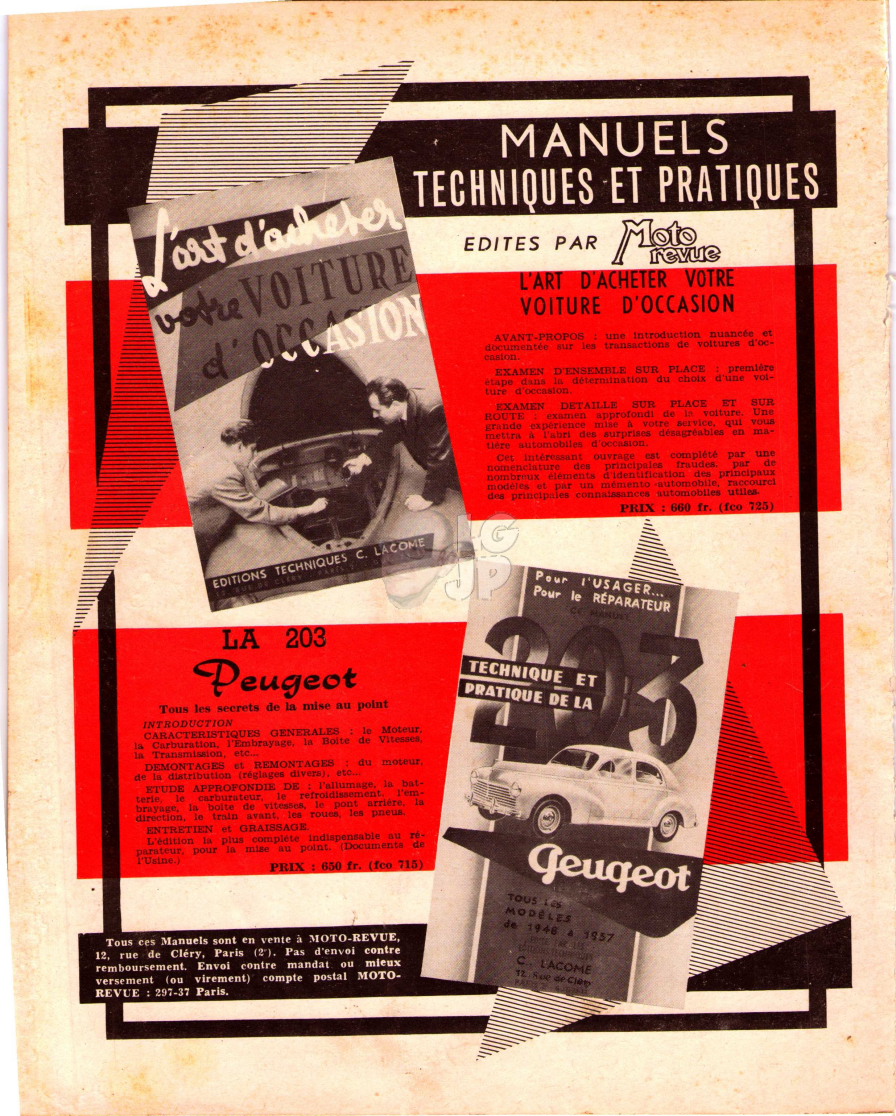 MANUELS
TECHNIQUES ET PRATIQUES
EDITES PAR Moto revue
L'art d'acheter
votre VOITURE
d'OCCASION
EDITIONS TECHNIQUES C. LACOME
L'ART D'ACHETER VOTRE
VOITURE D'OCCASION
AVANT-PROPOS : une introduction nuancée et
documentée sur les transactions de voitures d'oc-
casion.
EXAMEN D'ENSEMBLE SUR PLACE : première
étape dans la détermination du choix d'une voi-
ture d'occasion.
EXAMEN DETAILLE SUR PLACE ET SUR
ROUTE : examen approfondi de la voiture. Une
grande expérience mise à votre service, qui vous
mettra à l'abri des surprises désagréables en ma-
tière automobiles d'occasion.
Cet intéressant ouvrage est complété par une
nomenclature des principales fraudes, par de
nombreux éléments d'identification des principaux
modèles et par un mémento automobile, raccourci
des principales connaissances automobiles utiles.
PRIX : 660 fr. (fco 725)
LGJP
LA 203
Peugeot
Tous les secrets de la mise au point
INTRODUCTION
CARACTERISTIQUES GENERALES : le Moteur,
la Carburation, l'Embrayage, la Boite de Vitesses,
la Transmission, etc...
DEMONTAGES et REMONTAGES : du moteur,
de la distribution (réglages divers), etc...
ETUDE APPROFONDIE DE : l'allumage, la bat-
terie, le carburateur, le refroidissement, l'em-
brayage, la boîte de vitesses, le pont arrière, la
direction, le train avant, les roues, les pneus.
ENTRETIEN et GRAISSAGE.
L'édition la plus complète indispensable au ré-
parateur, pour la mise au point. (Documents de
l'Usine.)
PRIX : 650 fr. (fco 715)
Pour l'USAGER...
Pour le RÉPARATEUR
CE MANUEL
203
TECHNIQUE ET
PRATIQUE DE LA
Peugeot
TOUS LES
MODÈLES
de 1948 à 1957
C. LACOME
12, Rue de Cléry
Tous ces Manuels sont en vente à MOTO-REVUE,
12, rue de Cléry, Paris (2e). Pas d'envoi contre
remboursement. Envoi contre mandat ou mieux
versement (ou virement) compte postal MOTO-
REVUE : 297-37 Paris.